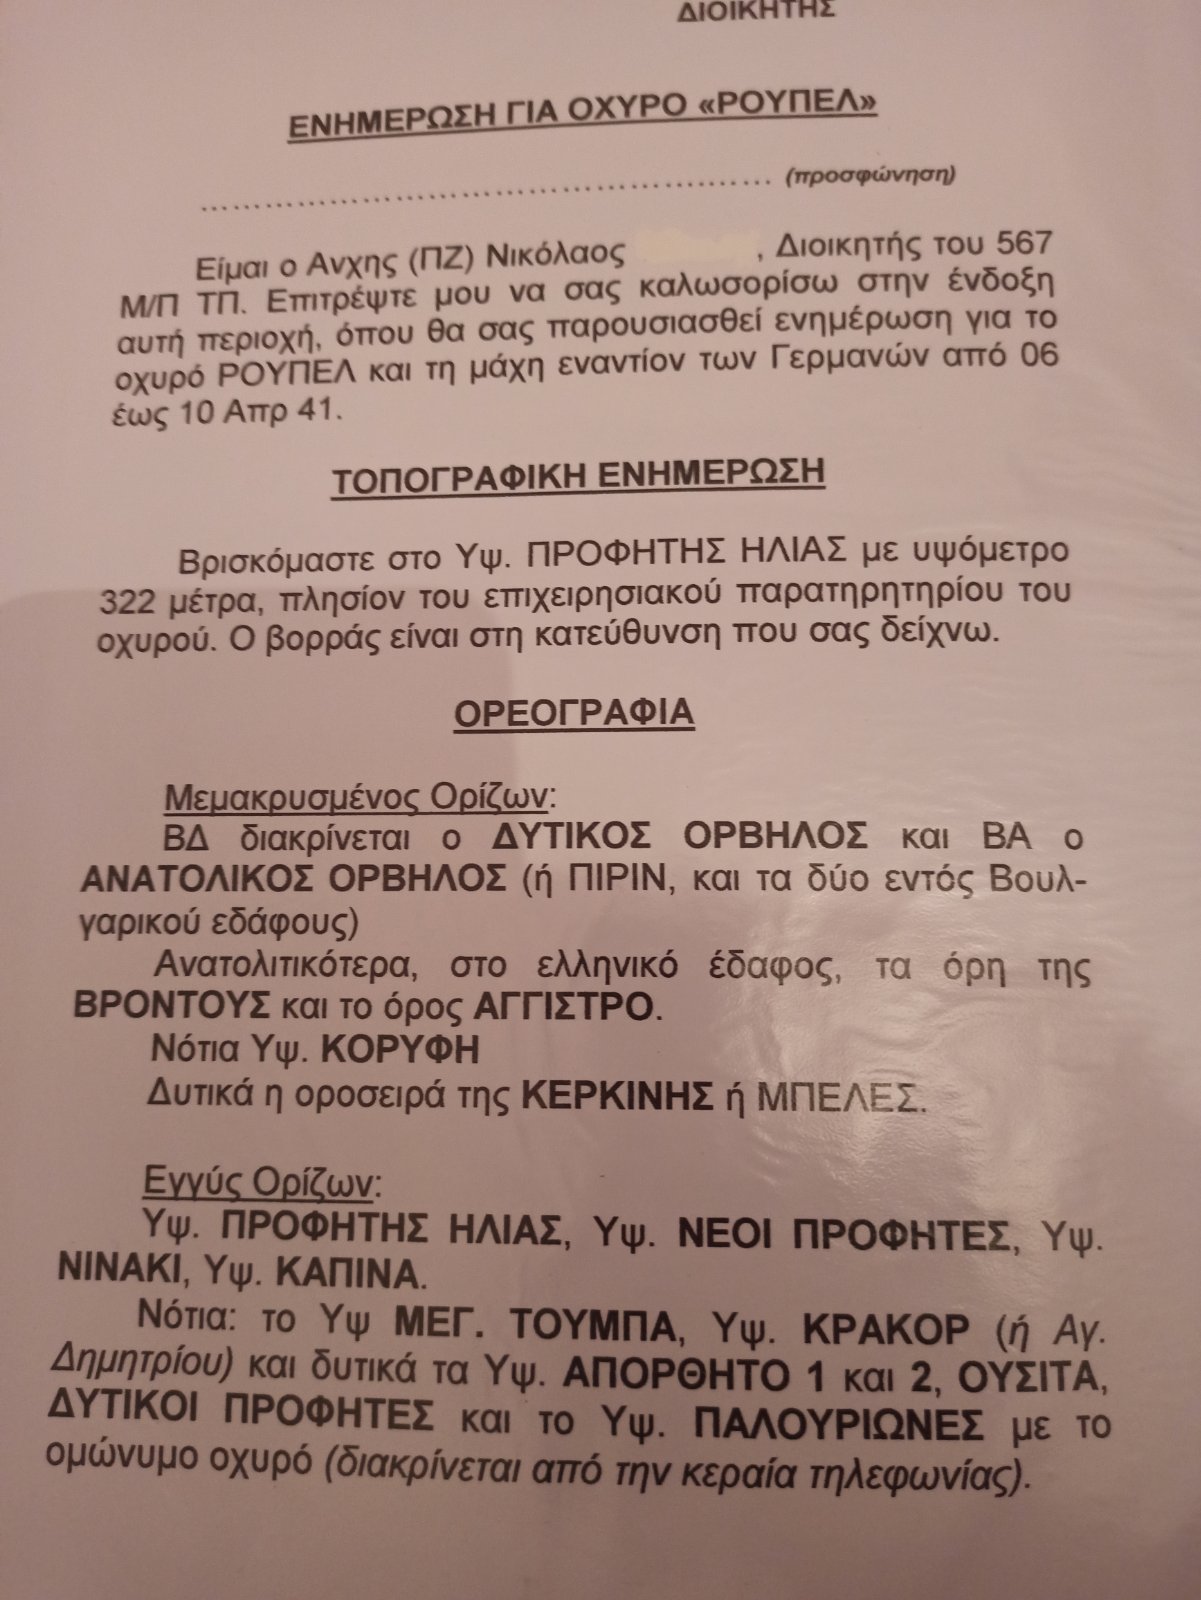 ΔΙΟΙΚΗΤΗΣ
ΕΝΗΜΕΡΩΣΗ ΓΙΑ ΟΧΥΡΟ «ΡΟΥΠΕΛ»
........................................................ (προσφώνηση)
Είμαι ο Ανχης (ΠΖ) Νικόλαος , Διοικητής του 567
Μ/Π ΤΠ. Επιτρέψτε μου να σας καλωσορίσω στην ένδοξη
αυτή περιοχή, όπου θα σας παρουσιασθεί ενημέρωση για το
οχυρό ΡΟΥΠΕΛ και τη μάχη εναντίον των Γερμανών από 06
έως 10 Απρ 41.
ΤΟΠΟΓΡΑΦΙΚΗ ΕΝΗΜΕΡΩΣΗ
Βρισκόμαστε στο Υψ. ΠΡΟΦΗΤΗΣ ΗΛΙΑΣ με υψόμετρο
322 μέτρα, πλησίον του επιχειρησιακού παρατηρητηρίου του
οχυρού. Ο βορράς είναι στη κατεύθυνση που σας δείχνω.
ΟΡΕΟΓΡΑΦΙΑ
Μεμακρυσμένος Ορίζων:
ΒΔ διακρίνεται ο ΔΥΤΙΚΟΣ ΟΡΒΗΛΟΣ και ΒΑ ο
ΑΝΑΤΟΛΙΚΟΣ ΟΡΒΗΛΟΣ (ή ΠΙΡΙΝ, και τα δύο εντός Βουλ-
γαρικού εδάφους)
Ανατολιτικότερα, στο ελληνικό έδαφος, τα όρη της
ΒΡΟΝΤΟΥΣ και το όρος ΑΓΓΙΣΤΡΟ.
Νότια Υψ. ΚΟΡΥΦΗ
Δυτικά η οροσειρά της ΚΕΡΚΙΝΗΣ ή ΜΠΕΛΕΣ.
Εγγύς Ορίζων:
Υψ. ΠΡΟΦΗΤΗΣ ΗΛΙΑΣ, Υψ. ΝΕΟΙ ΠΡΟΦΗΤΕΣ, Υψ.
ΝΙΝΑΚΙ, Υψ. ΚΑΠΙΝΑ.
Νότια: το Υψ ΜΕΓ. ΤΟΥΜΠΑ, Υψ. ΚΡΑΚΟΡ (ή Αγ.
Δημητρίου) και δυτικά τα Υψ. ΑΠΟΡΘΗΤΟ 1 και 2, ΟΥΣΙΤΑ,
ΔΥΤΙΚΟΙ ΠΡΟΦΗΤΕΣ και το Υψ. ΠΑΛΟΥΡΙΩΝΕΣ με το
ομώνυμο οχυρό (διακρίνεται από την κεραία τηλεφωνίας).